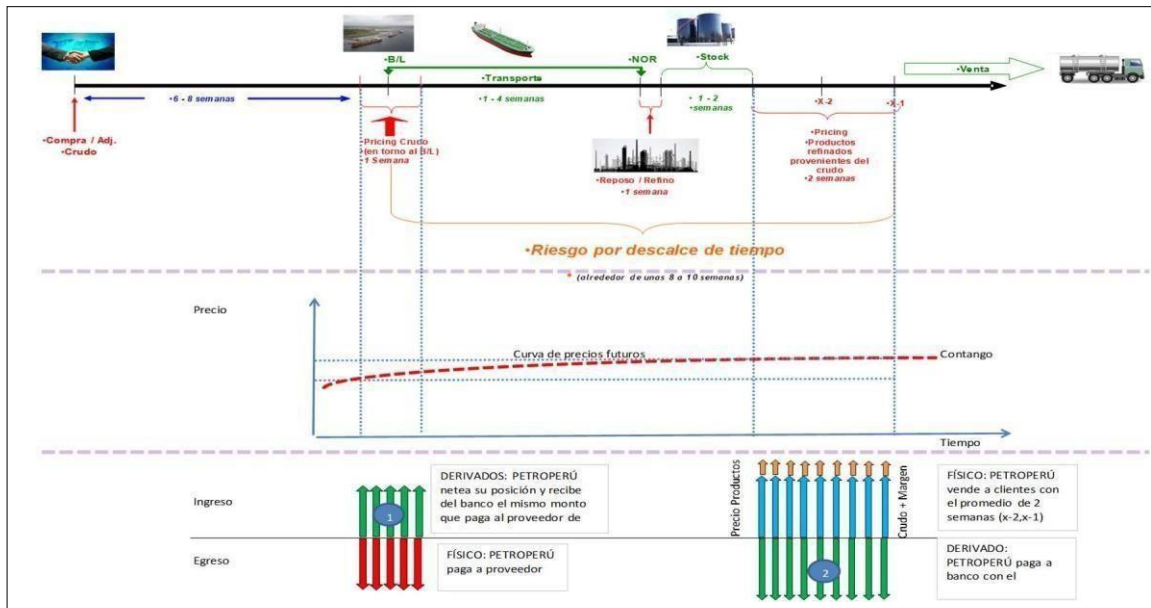 •B/L
•NOR
•Stock
•Venta
•Transporte
•6 - 8 semanas
•1 - 4 semanas
• 1 - 2
•semanas
•X-2
•X-1
•Compra / Adj.
•Crudo
•Pricing Crudo
•(en torno al B/L)
1 Semana
•Reposo / Refino
•1 semana
•Pricing
•Productos
refinados
provenientes del
crudo
•2 semanas
•Riesgo por descalce de tiempo
• (alrededor de unas 8 a 10 semanas)
Precio
Curva de precios futuros
Contango
Tiempo
Ingreso
Egreso
1
DERIVADOS: PETROPERÚ
netea su posición y recibe
del banco el mismo monto
que paga al proveedor de
FÍSICO: PETROPERÚ
paga a proveedor
Precio Productos
2
Crudo + Margen
FÍSICO: PETROPERÚ
vende a clientes con
el promedio de 2
semanas (x-2,x-1)
DERIVADO:
PETROPERÚ paga a
banco con el